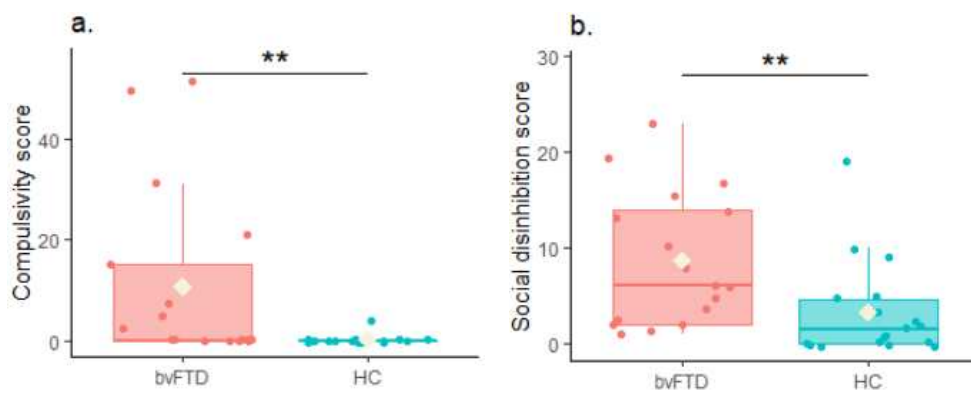 a.
**
Compulsivity score
40
20
0
bvFTD HC
b.
**
Social disinhibition score
30
20
10
0
bvFTD HC